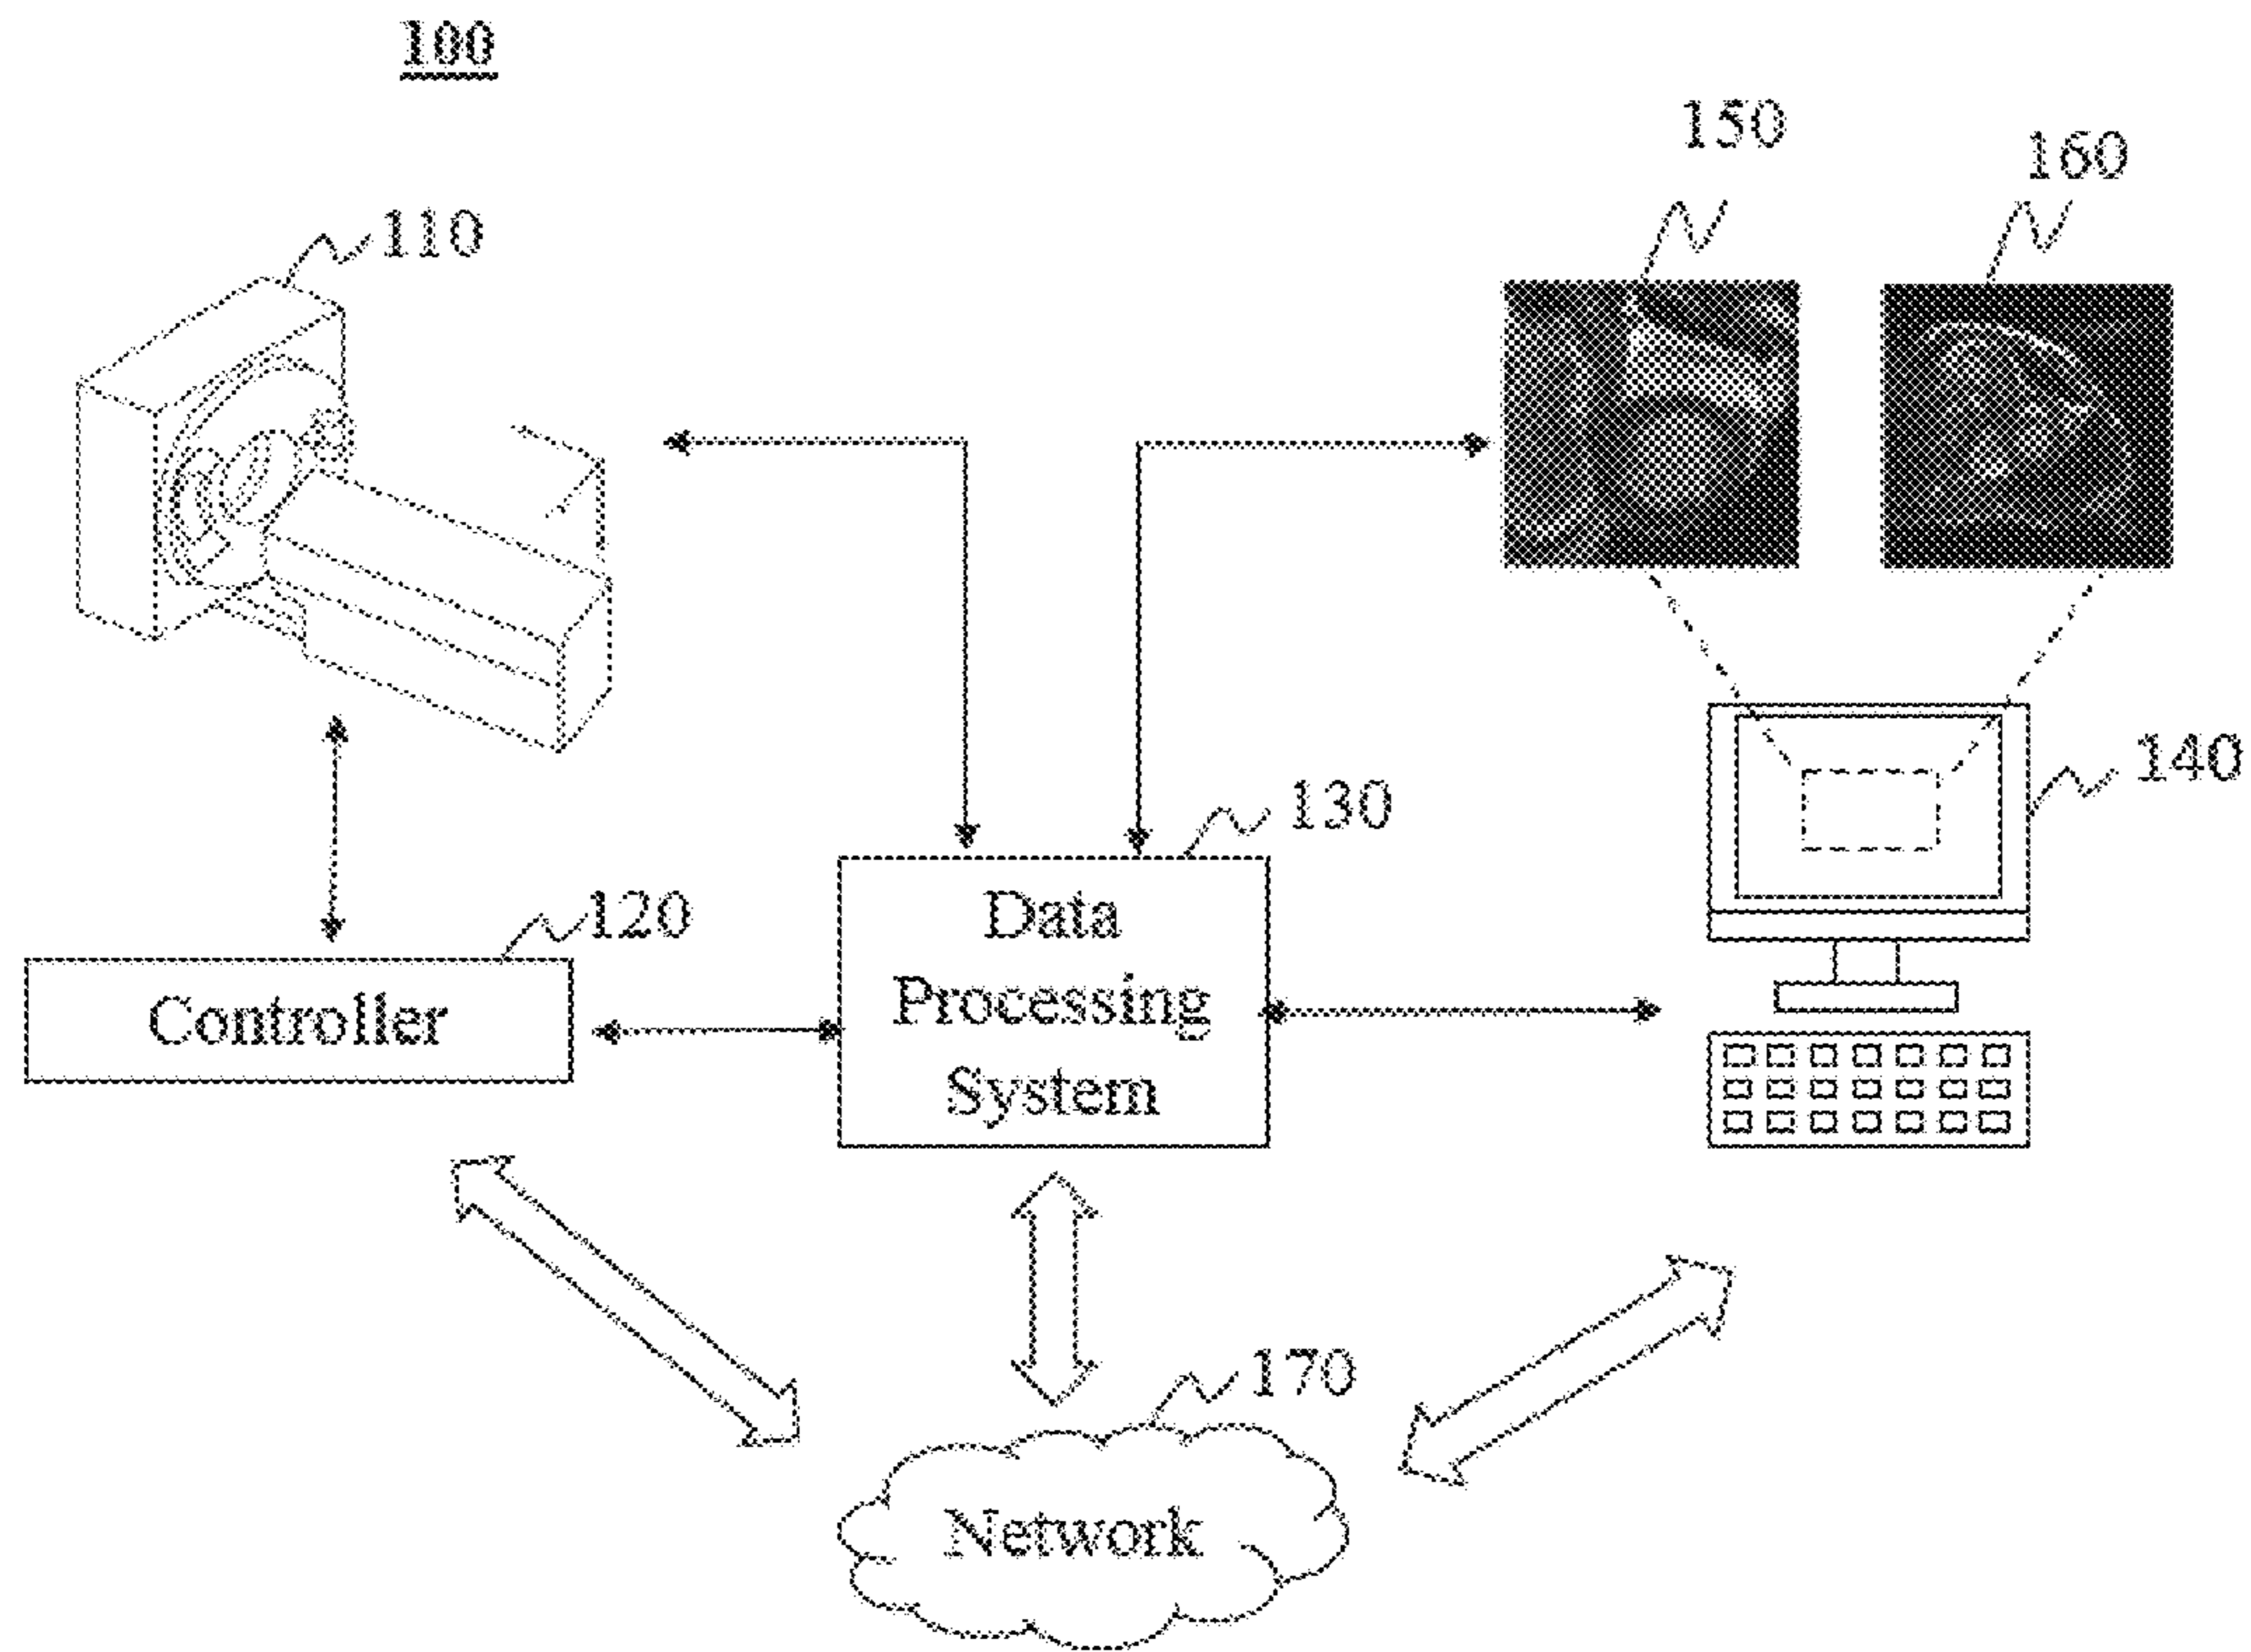 100
150
160
110
130
140
120
Data
Processing
System
Controller
170
Network